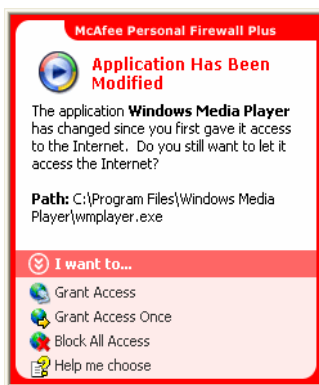 McAfee Personal Firewall Plus
Application Has Been
Modified
The application Windows Media Player
has changed since you first gave it access
to the Internet. Do you still want to let it
access the Internet?
Path: C:\Program Files\Windows Media
Player\wmplayer.exe
I want to...
Grant Access
Grant Access Once
Block All Access
Help me choose